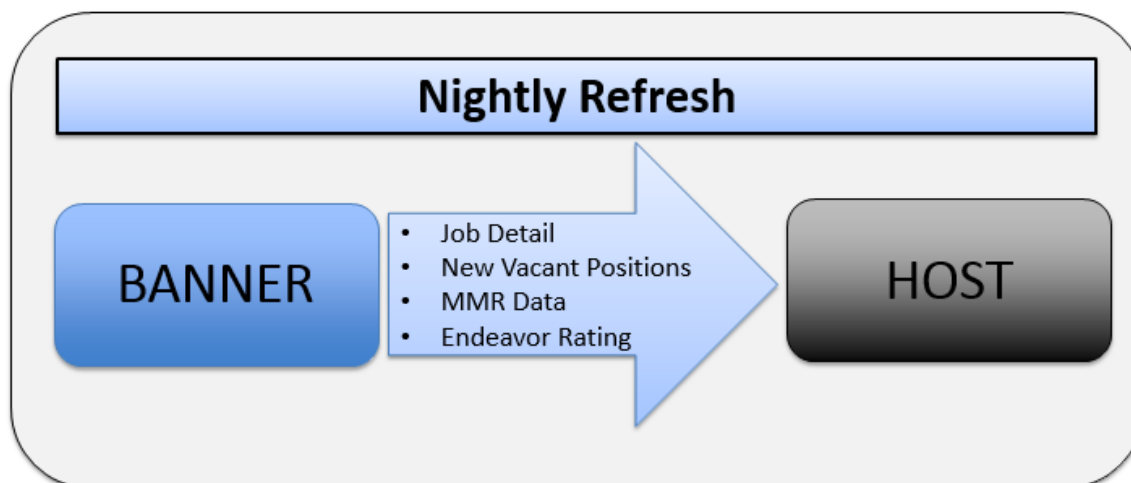 Nightly Refresh
BANNER
• Job Detail
• New Vacant Positions
• MMR Data
• Endeavor Rating
HOST